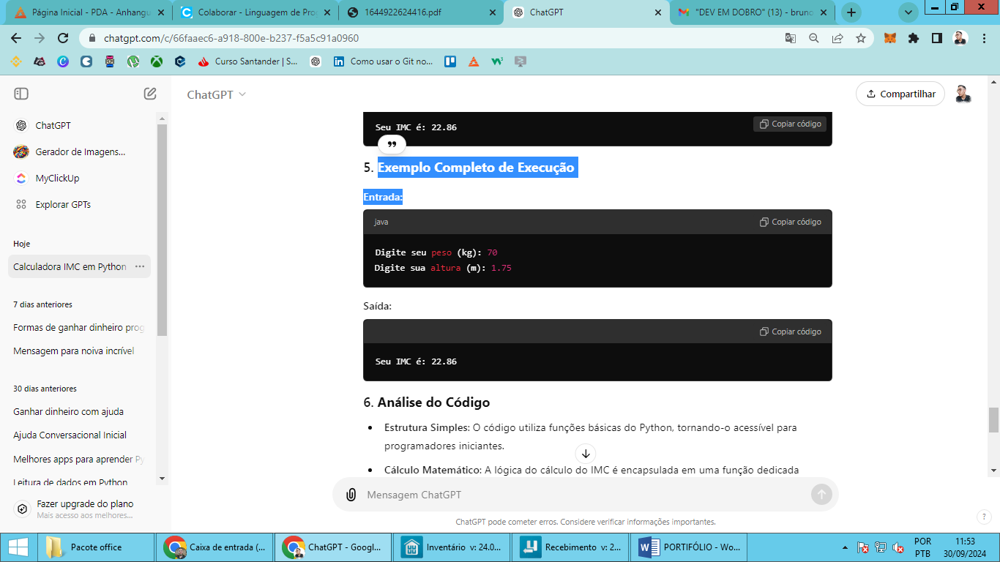 Página Inicial - PDA - Anhangu
Colaborar - Linguagem de Pro
1644922624416.pdf
ChatGPT
"DEV EM DOBRO" (13) - bruno
chatgpt.com/c/66faaec6-a918-800e-b237-f5a5c91a0960
Curso Santander | S...
Como usar o Git no...
ChatGPT
Compartilhar
ChatGPT
Gerador de Imagens...
MyClickUp
Explorar GPTs
Hoje
Calculadora IMC em Python
7 dias anteriores
Formas de ganhar dinheiro prog
Mensagem para noiva incrível
30 dias anteriores
Ganhar dinheiro com ajuda
Ajuda Conversacional Inicial
Melhores apps para aprender Py
Leitura de dados em Python
Fazer upgrade do plano
Mais acesso aos melhores...
Copiar código
Seu IMC é: 22.86
5. Exemplo Completo de Execução
Entrada:
java
Copiar código
Digite seu peso (kg): 70
Digite sua altura (m): 1.75
Saída:
Copiar código
Seu IMC é: 22.86
6. Análise do Código
Estrutura Simples: O código utiliza funções básicas do Python, tornando-o acessível para
programadores iniciantes.
Cálculo Matemático: A lógica do cálculo do IMC é encapsulada em uma função dedicada
Mensagem ChatGPT
ChatGPT pode cometer erros. Considere verificar informações importantes.
?
Pacote office
Caixa de entrada (...
ChatGPT - Googl...
Inventário v: 24.0...
Recebimento v: 2...
PORTIFÓLIO - Wo...
POR
PTB
11:53
30/09/2024